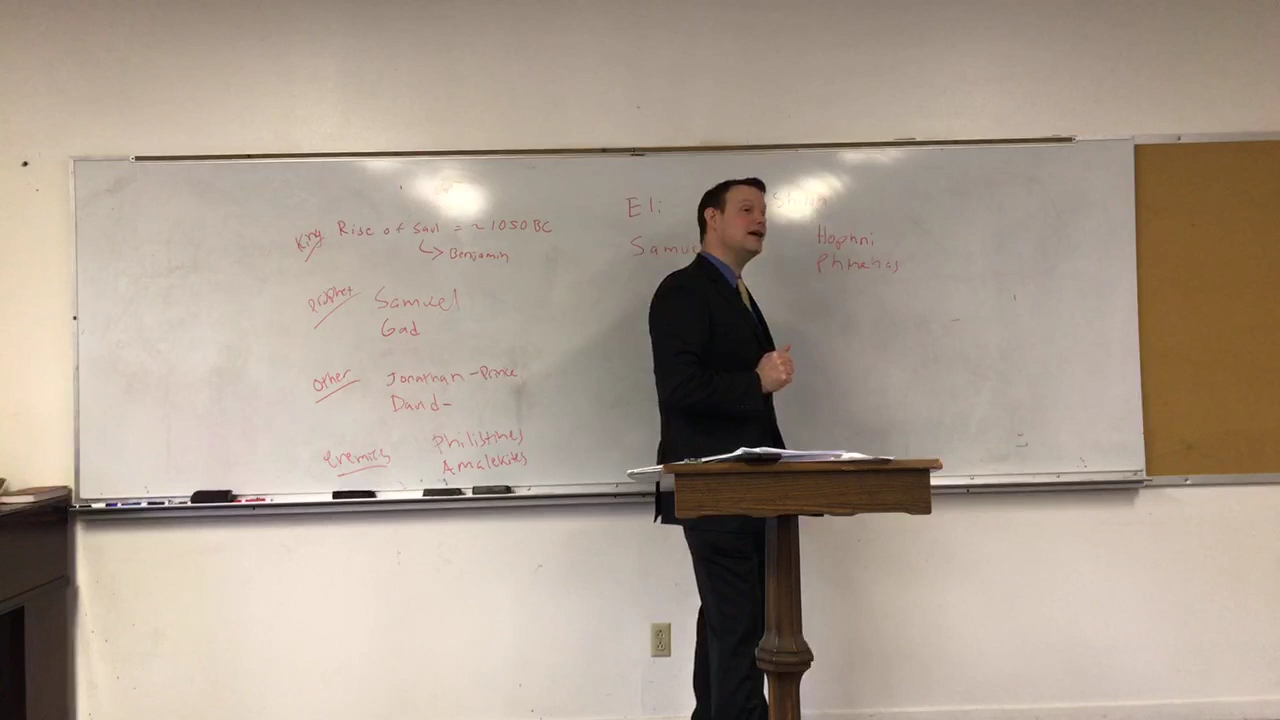 King Rise of Saul = ~ 1050 BC
↳ Benjamin
Prophet Samuel
Gad
Other Jonathan - Prince
David -
enemies Philistines
Amalekites
Eli
Samue
Hophni
Phinehas